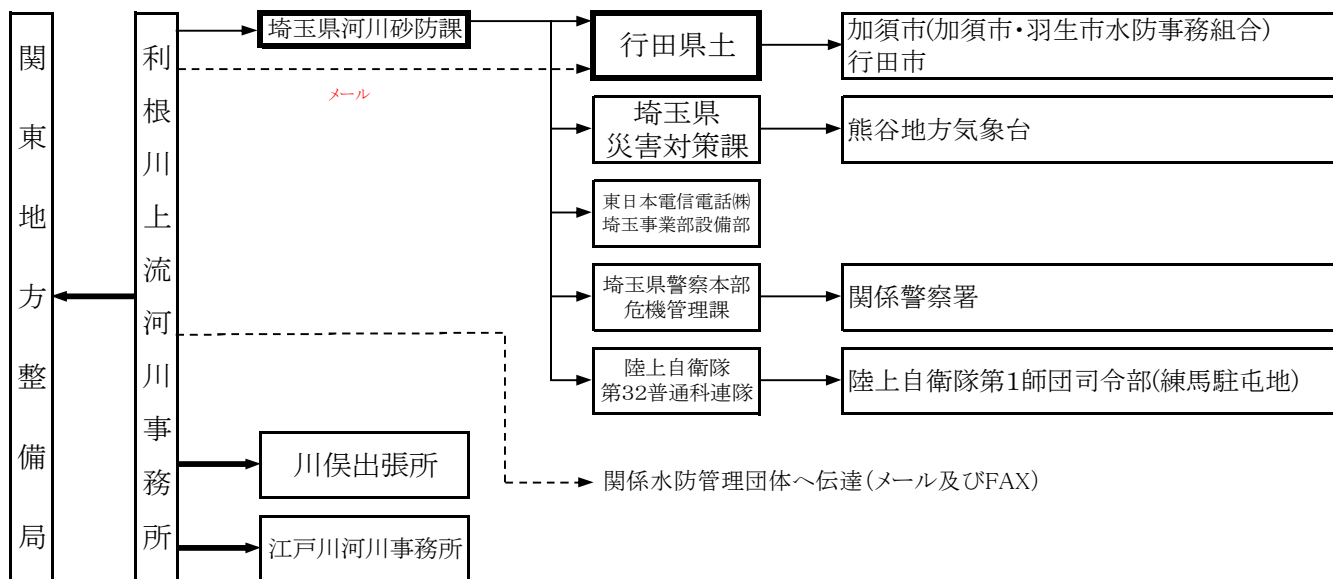 関東地方整備局
利根川上流河川事務所
埼玉県河川砂防課
メール
行田県土
加須市(加須市・羽生市水防事務組合)
行田市
埼玉県
災害対策課
熊谷地方気象台
東日本電信電話㈱
埼玉事業部設備部
埼玉県警察本部
危機管理課
関係警察署
陸上自衛隊
第32普通科連隊
陸上自衛隊第1師団司令部(練馬駐屯地)
川俣出張所
関係水防管理団体へ伝達(メール及びFAX)
江戸川河川事務所